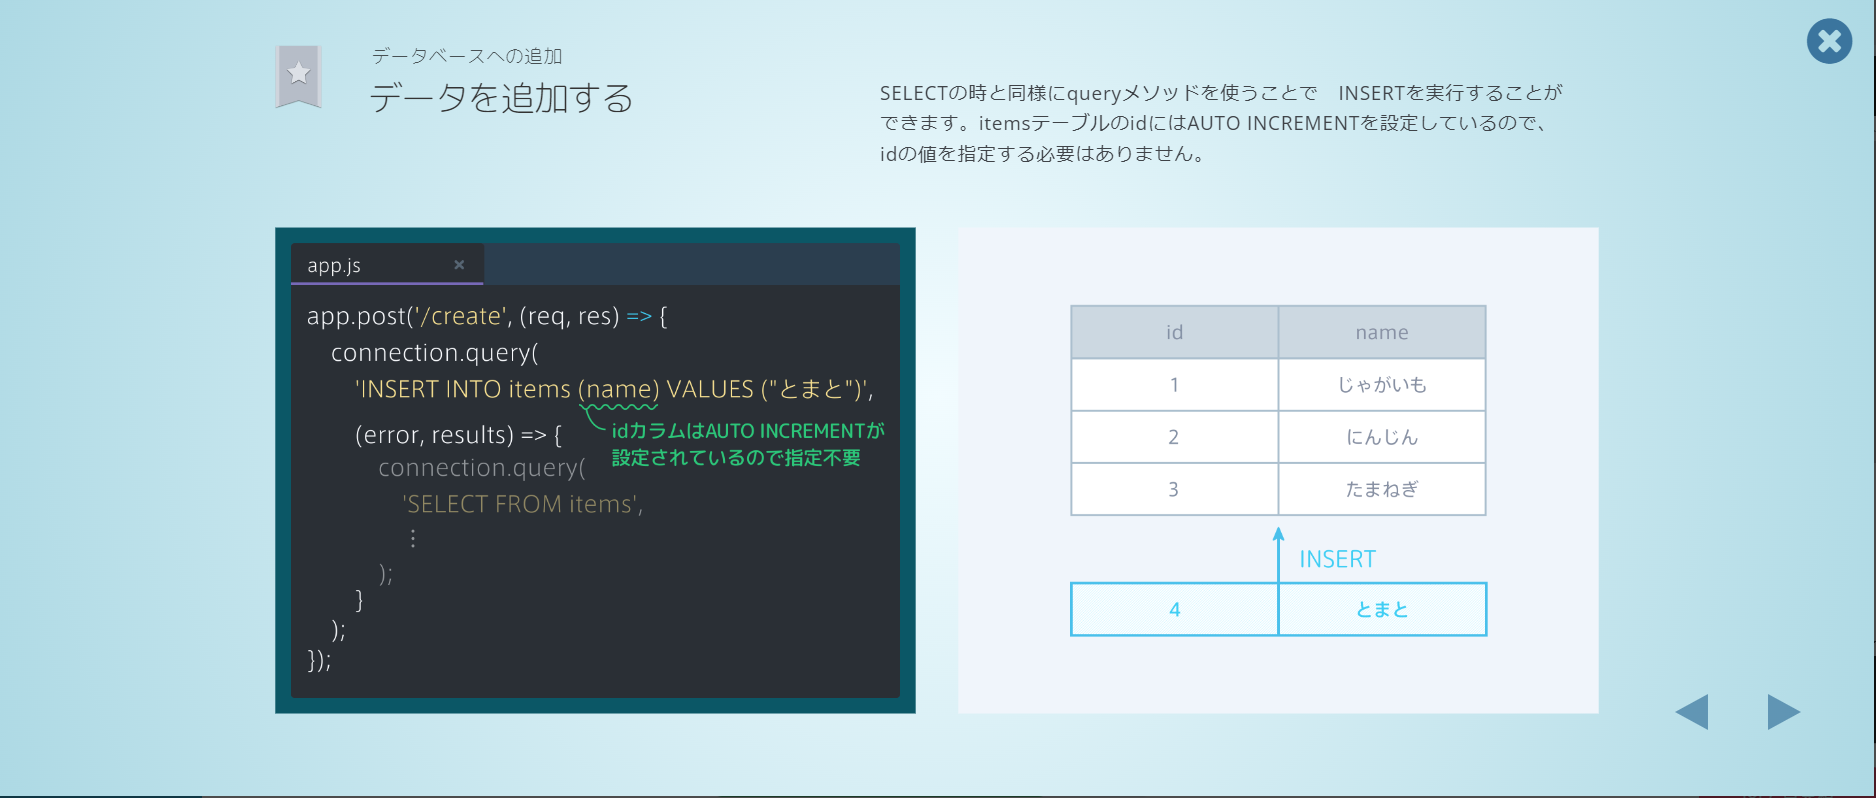 データベースへの追加
データを追加する
SELECTの時と同様にqueryメソッドを使うことで　INSERTを実行することが
できます。itemsテーブルのidにはAUTO INCREMENTを設定しているので、
idの値を指定する必要はありません。
app.js ×
app.post('/create', (req, res) => {
connection.query(
'INSERT INTO items (name) VALUES ("とまと")',
(error, results) => {
idカラムはAUTO INCREMENTが
設定されているので指定不要
connection.query(
'SELECT FROM items',
⋮
);
}
);
});
id name
1 じゃがいも
2 にんじん
3 たまねぎ
INSERT
4 とまと